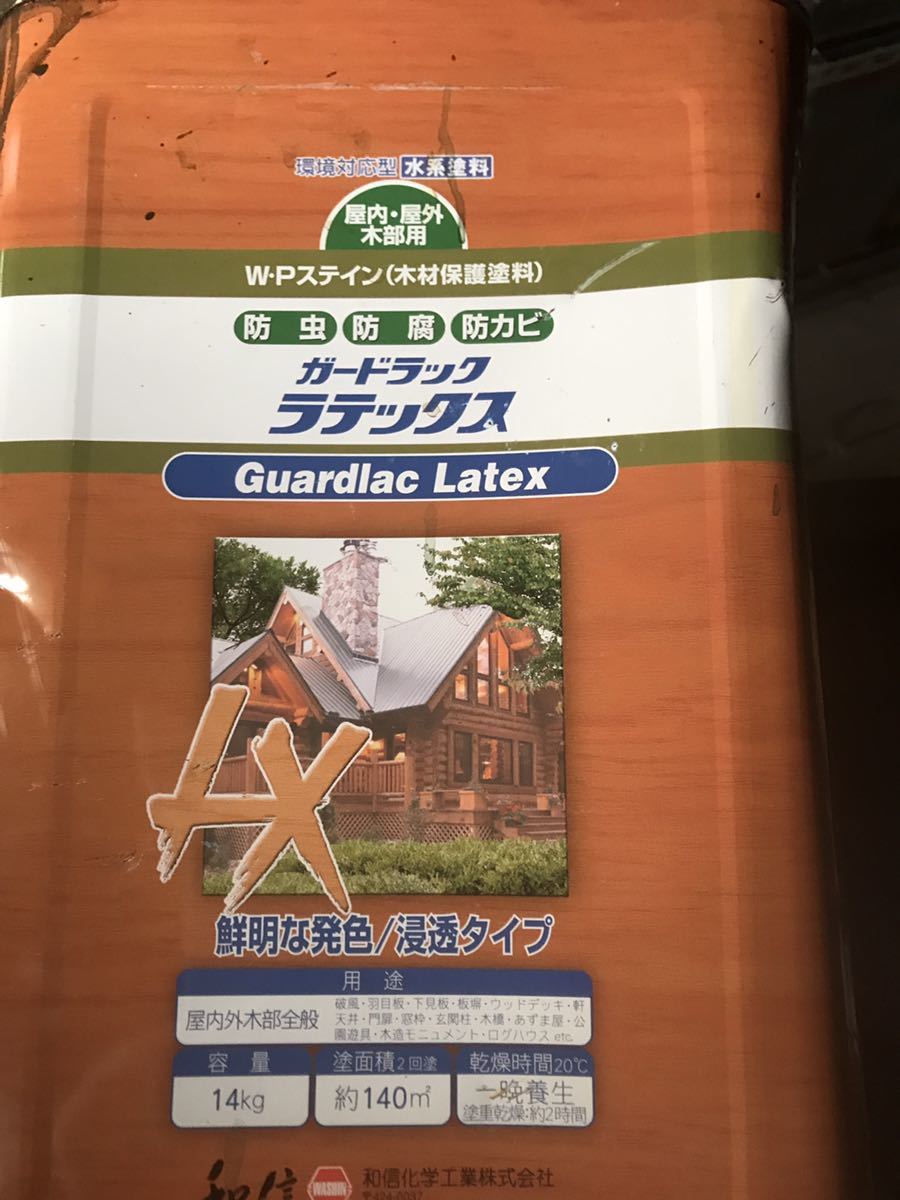 環境対応型 水系塗料
屋内・屋外
木部用
W・Pステイン(木材保護塗料)
防虫 防腐 防カビ
ガードラック
ラテックス
Guardlac Latex
LX
鮮明な発色/浸透タイプ
用途
屋内外木部全般
破風・羽目板・下見板・板塀・ウッドデッキ・軒
天井・門扉・窓枠・玄関柱・木橋・あずま屋・公
園遊具・木造モニュメント・ログハウス etc.
容量
14kg
塗面積2回塗
約140㎡
乾燥時間20℃
一晩養生
塗重乾燥:約2時間
和信
WASHIN
和信化学工業株式会社